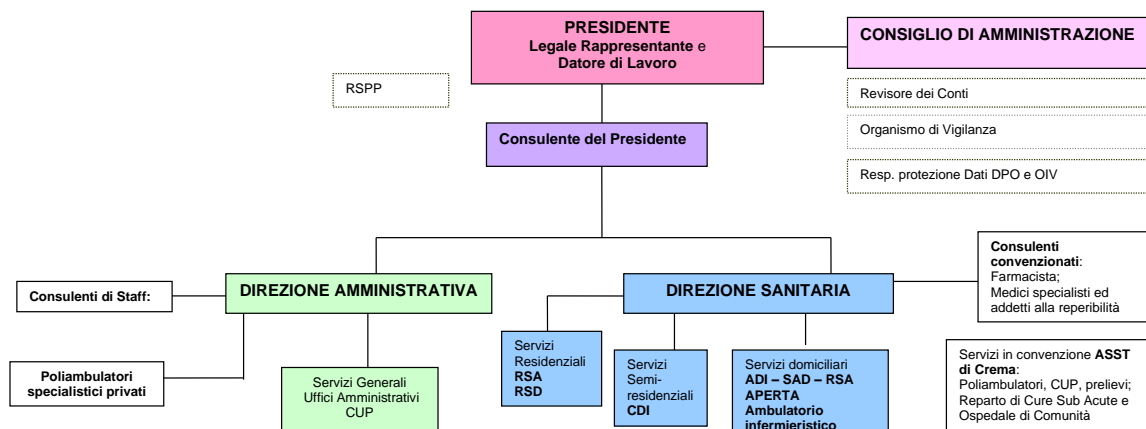 PRESIDENTE
Legale Rappresentante e
Datore di Lavoro
CONSIGLIO DI AMMINISTRAZIONE
RSPP
Revisore dei Conti
Organismo di Vigilanza
Consulente del Presidente
Resp. protezione Dati DPO e OIV
Consulenti
convenzionati:
Farmacista;
Medici specialisti ed
addetti alla reperibilità
Consulenti di Staff:
DIREZIONE AMMINISTRATIVA
DIREZIONE SANITARIA
Poliambulatori
specialistici privati
Servizi Generali
Uffici Amministrativi
CUP
Servizi
Residenziali
RSA
RSD
Servizi
Semi-
residenziali
CDI
Servizi domiciliari
ADI – SAD – RSA
APERTA
Ambulatorio
infermieristico
Servizi in convenzione ASST
di Crema:
Poliambulatori, CUP, prelievi;
Reparto di Cure Sub Acute e
Ospedale di Comunità